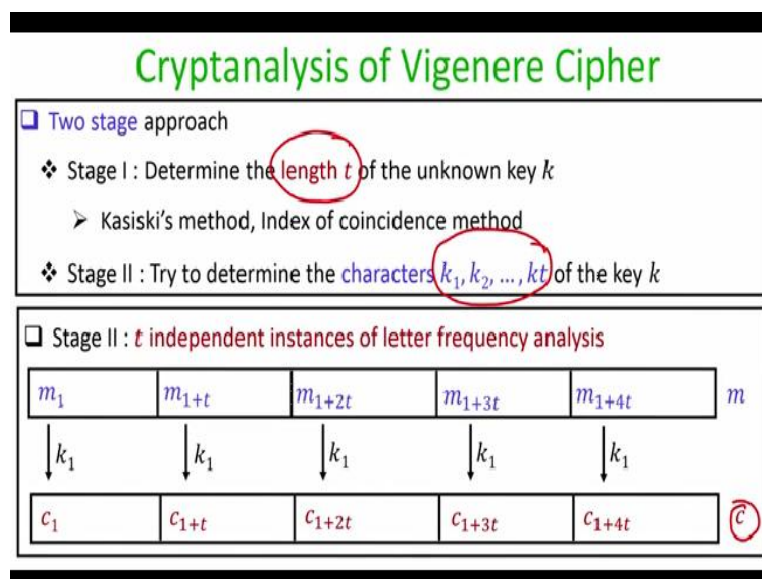 Cryptanalysis of Vigenere Cipher
❑ Two stage approach
❖ Stage I : Determine the length t of the unknown key k
➢ Kasiski's method, Index of coincidence method
❖ Stage II : Try to determine the characters k₁, k₂, ..., kt of the key k
❑ Stage II : t independent instances of letter frequency analysis
m₁ m₁₊ₜ m₁₊₂ₜ m₁₊₃ₜ m₁₊₄ₜ m
k₁ k₁ k₁ k₁ k₁
c₁ c₁₊ₜ c₁₊₂ₜ c₁₊₃ₜ c₁₊₄ₜ c